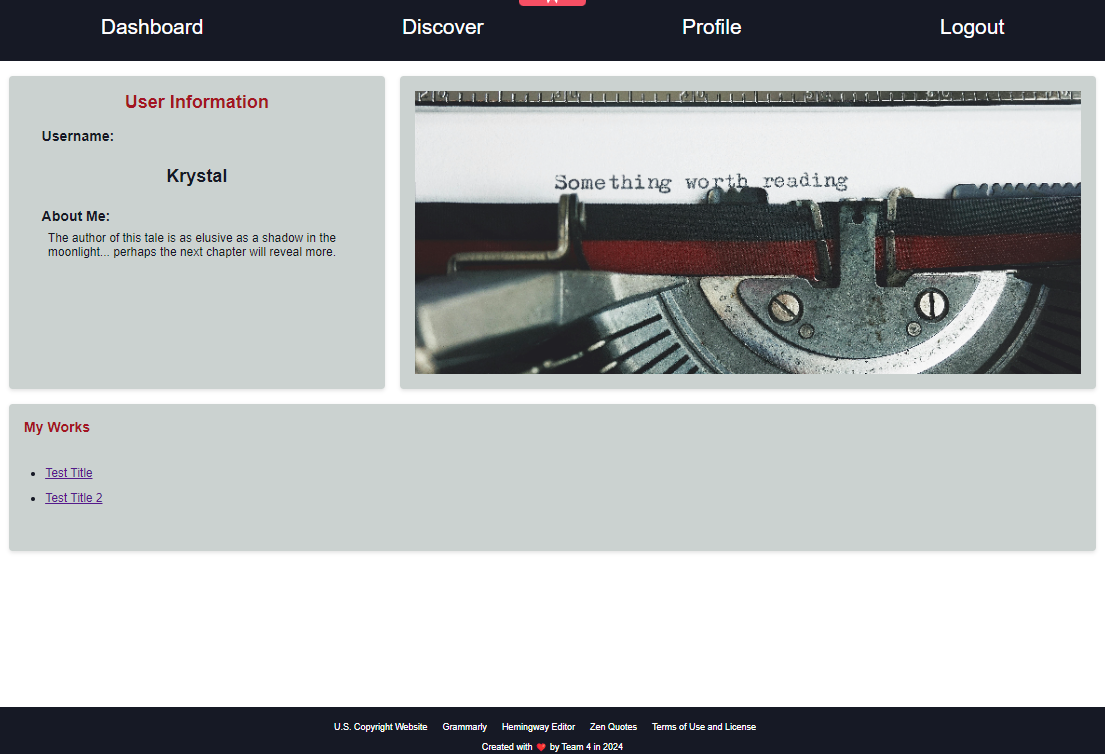 Dashboard Discover Profile Logout
User Information
Username:
Krystal
About Me:
The author of this tale is as elusive as a shadow in the
moonlight... perhaps the next chapter will reveal more.
Something worth reading
My Works
Test Title
Test Title 2
U.S. Copyright Website Grammarly Hemingway Editor Zen Quotes Terms of Use and License
Created with ❤️ by Team 4 in 2024